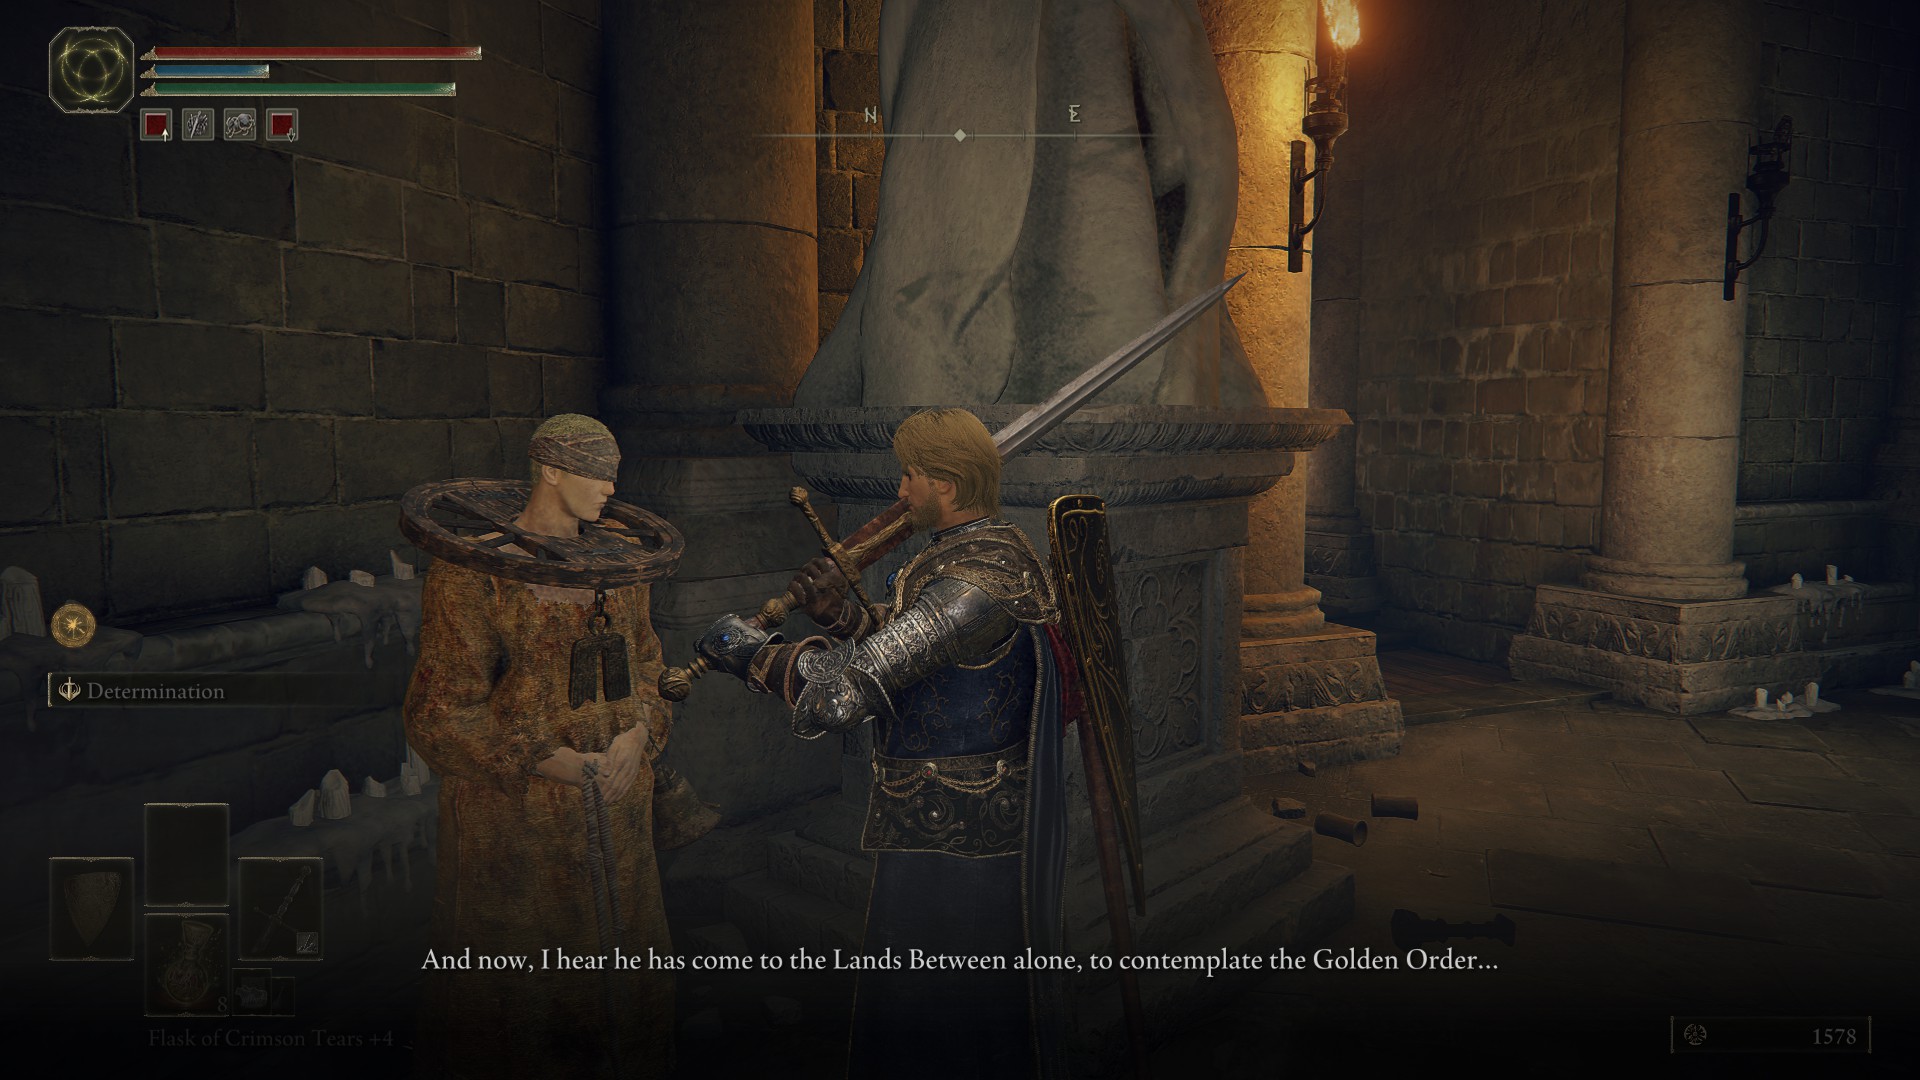 N
E
Determination
And now, I hear he has come to the Lands Between alone, to contemplate the Golden Order...
8
Flask of Crimson Tears +4
1578